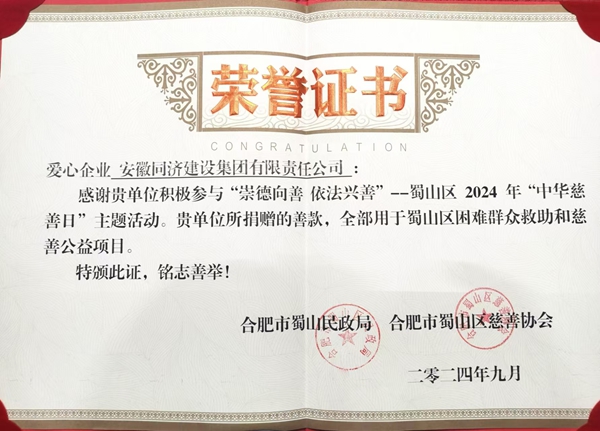 荣誉证书
CONGRATULATION
爱心企业 安徽同济建设集团有限责任公司：
感谢贵单位积极参与“崇德向善 依法兴善”--蜀山区 2024 年“中华慈
善日”主题活动。贵单位所捐赠的善款，全部用于蜀山区困难群众救助和慈
善公益项目。
特颁此证，铭志善举！
合肥市蜀山民政局 合肥市蜀山区慈善协会
二零二四年九月